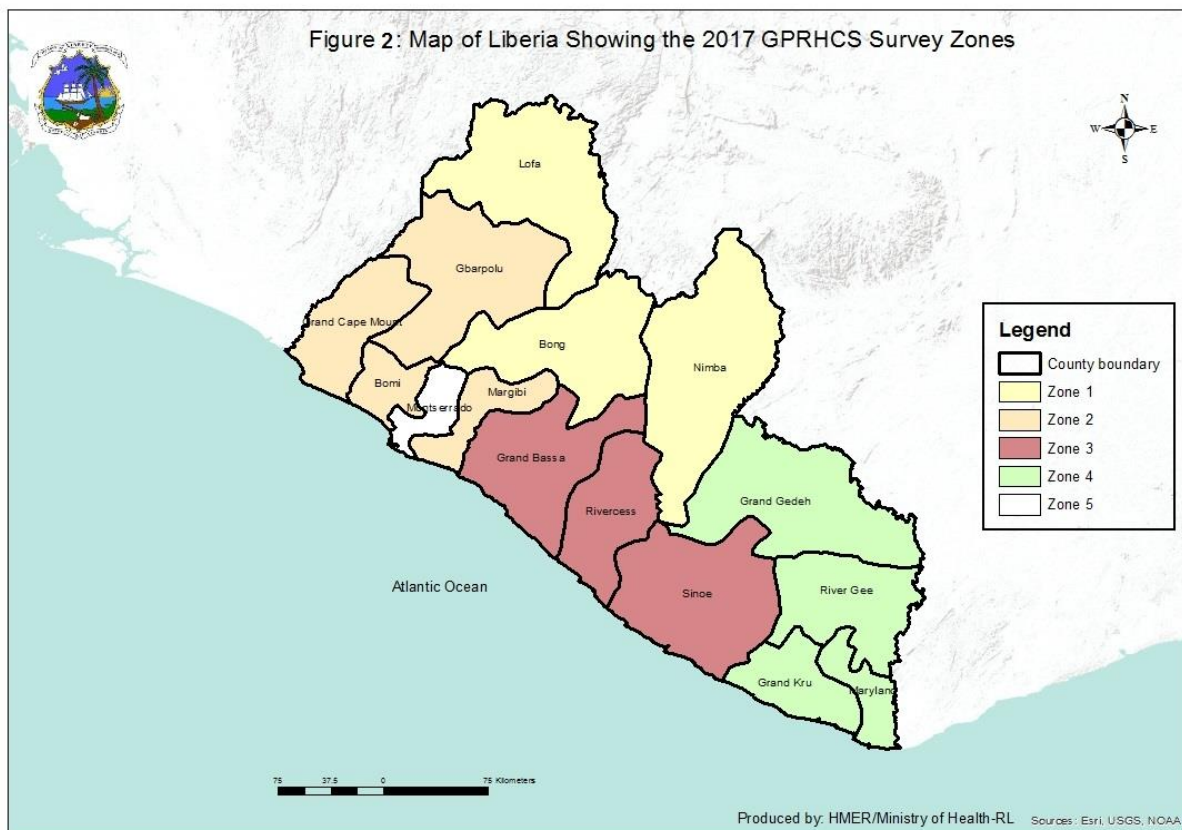 Figure 2: Map of Liberia Showing the 2017 GPRHCS Survey Zones
N
W E
S
Lofa
Gbarpolu
Grand Cape Mount
Bong
Nimba
Bomi
Margibi
Montserrado
Grand Bassa
Rivercess
Grand Gedeh
Sinoe
River Gee
Grand Kru
Maryland
Atlantic Ocean
Legend
County boundary
Zone 1
Zone 2
Zone 3
Zone 4
Zone 5
75 37.5 0 75 Kilometers
Produced by: HMER/Ministry of Health-RL Sources: Esri, USGS, NOAA